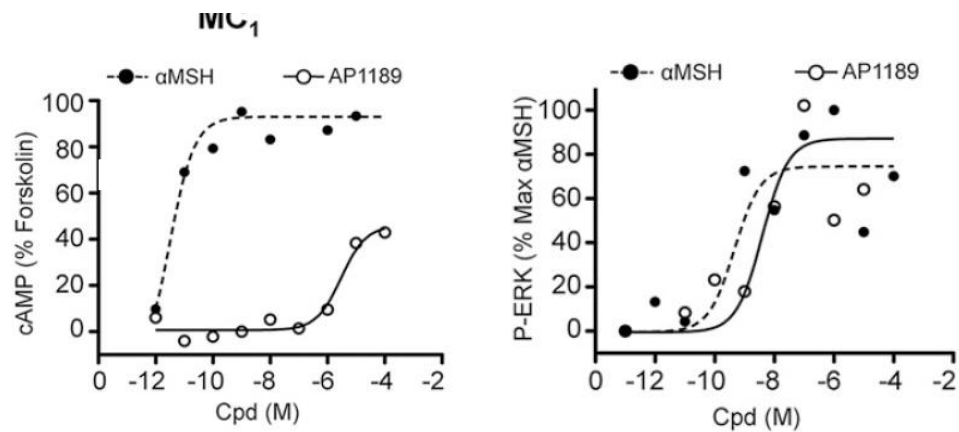 MC1
αMSH AP1189
100
80
60
40
20
0
cAMP (% Forskolin)
0 -12 -10 -8 -6 -4 -2
Cpd (M)
αMSH AP1189
100
80
60
40
20
0
P-ERK (% Max αMSH)
0 -12 -10 -8 -6 -4 -2
Cpd (M)